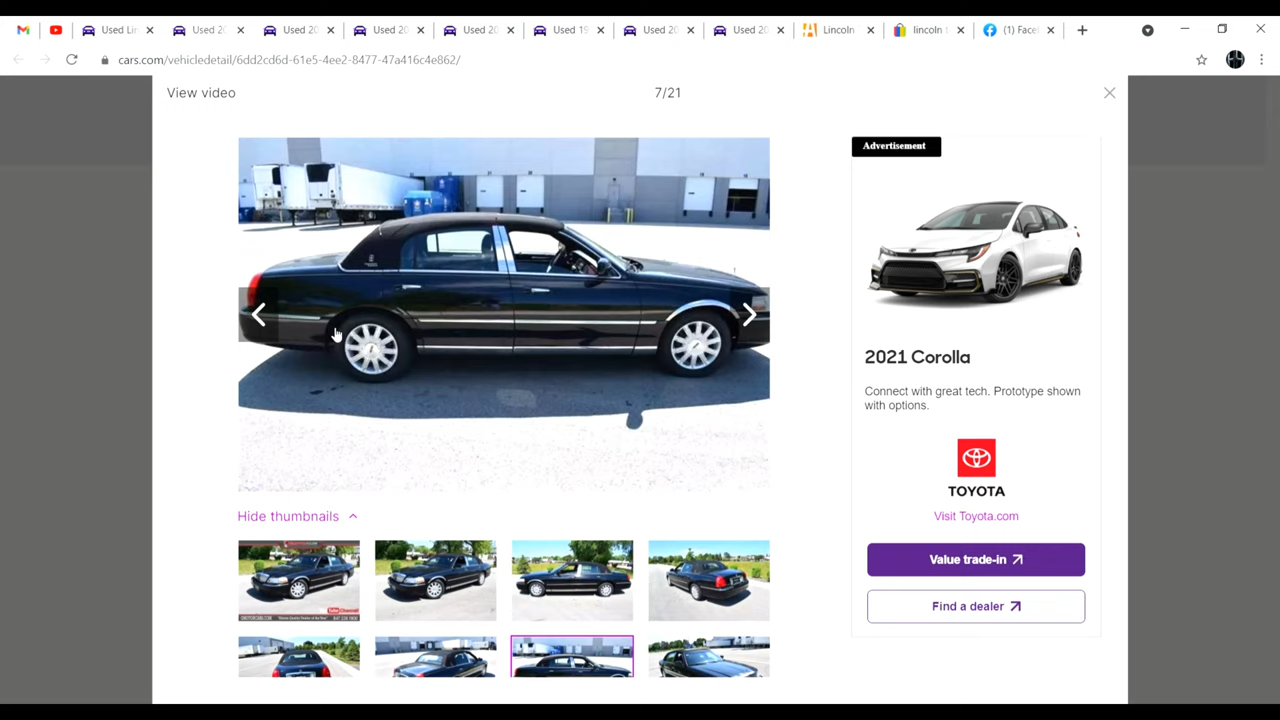 Used Lin
Used 20
Used 20
Used 20
Used 20
Used 19
Used 20
Used 20
Lincoln
lincoln t
(1) Face
cars.com/vehicledetail/6dd2cd6d-61e5-4ee2-8477-47a416c4e862/
View video
7/21
Advertisement
2021 Corolla
Connect with great tech. Prototype shown
with options.
TOYOTA
Visit Toyota.com
Hide thumbnails
Value trade-in
Find a dealer